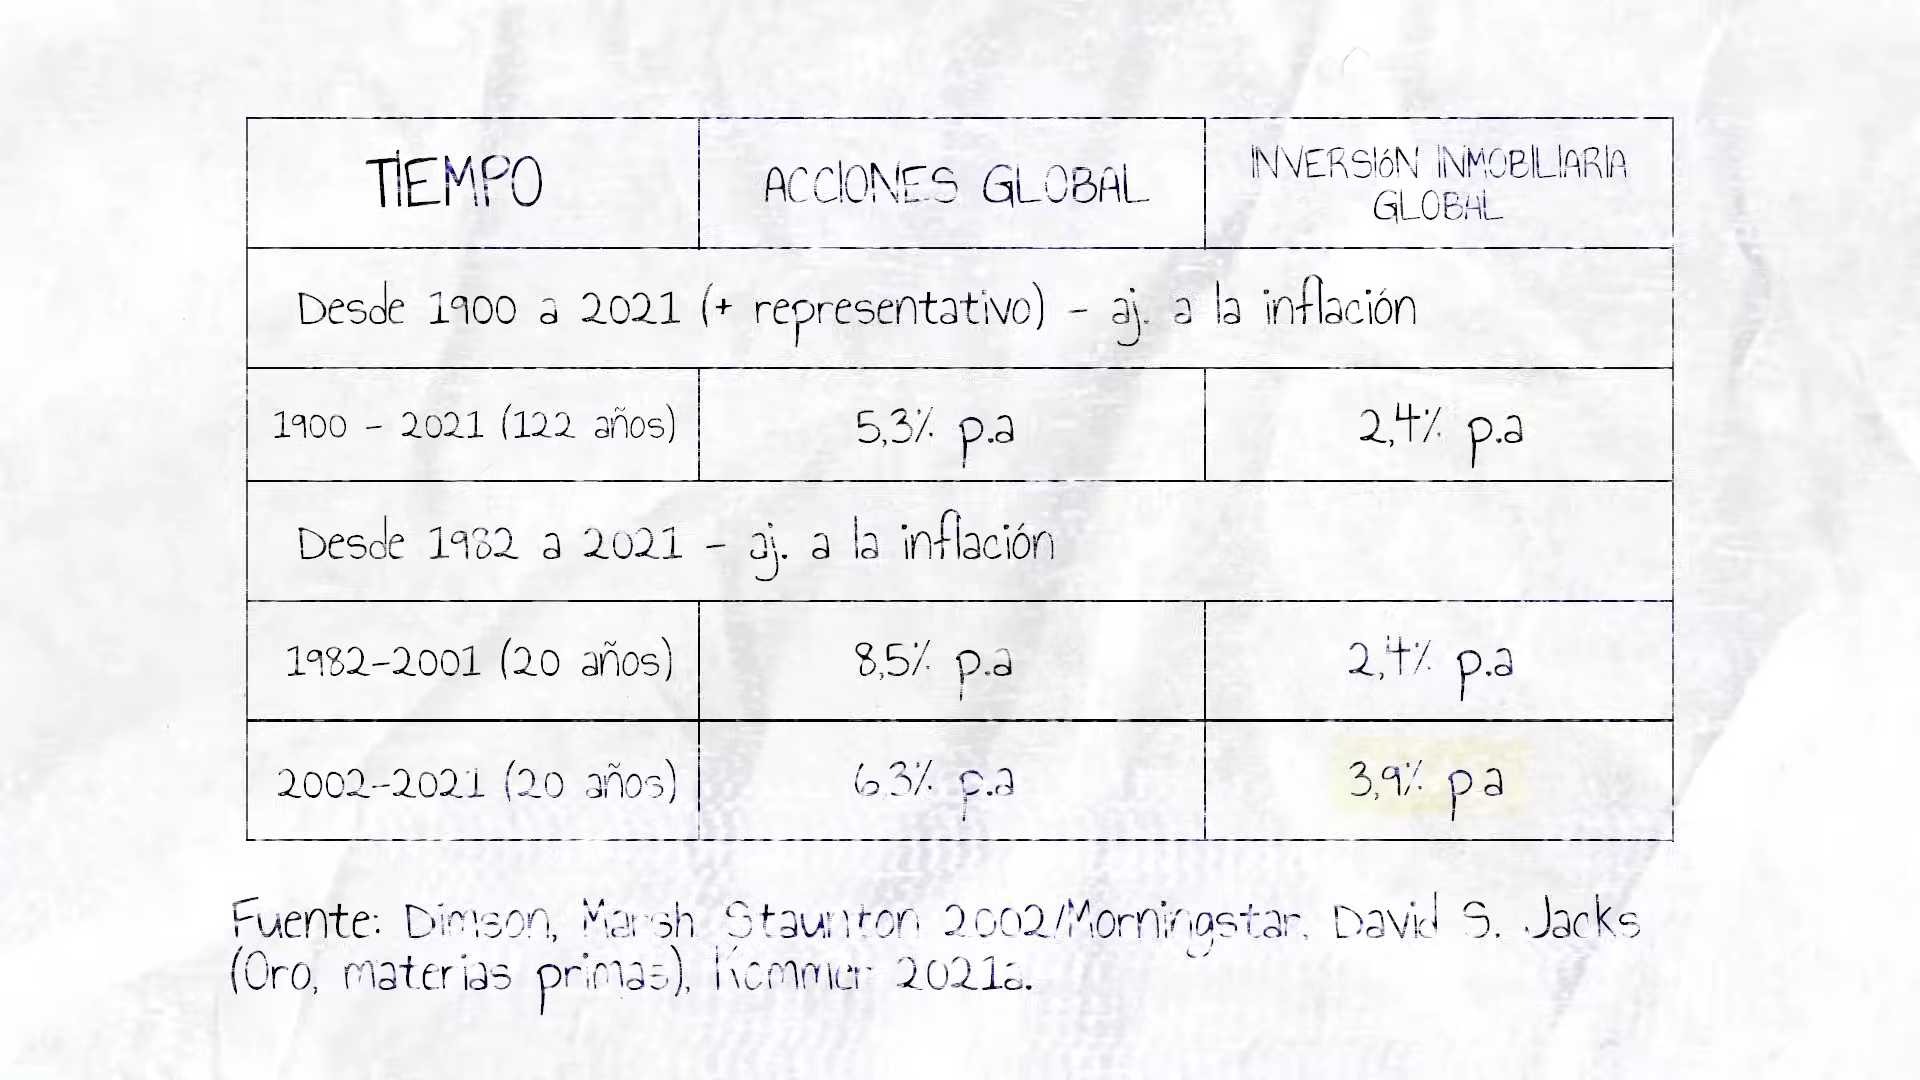 TIEMPO
ACCIONES GLOBAL
INVERSIÓN INMOBILIARIA
GLOBAL
Desde 1900 a 2021 (+ representativo) - aj. a la inflación
1900 - 2021 (122 años)
5,3% p.a
2,4% p.a
Desde 1982 a 2021 - aj. a la inflación
1982-2001 (20 años)
8,5% p.a
2,4% p.a
2002-2021 (20 años)
6,3% p.a
3,9% p.a
Fuente: Dimson, Marsh Staunton 2002/Morningstar, David S. Jacks
(Oro, materias primas), Kommer 2021a.